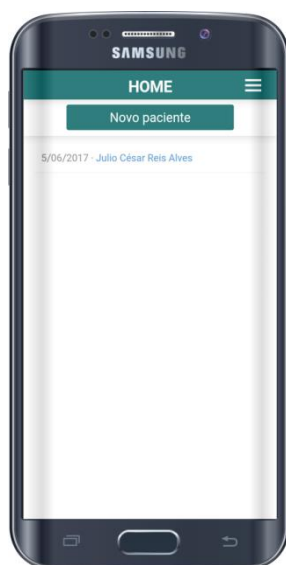 SAMSUNG
HOME
Novo paciente
5/06/2017 - Julio César Reis Alves